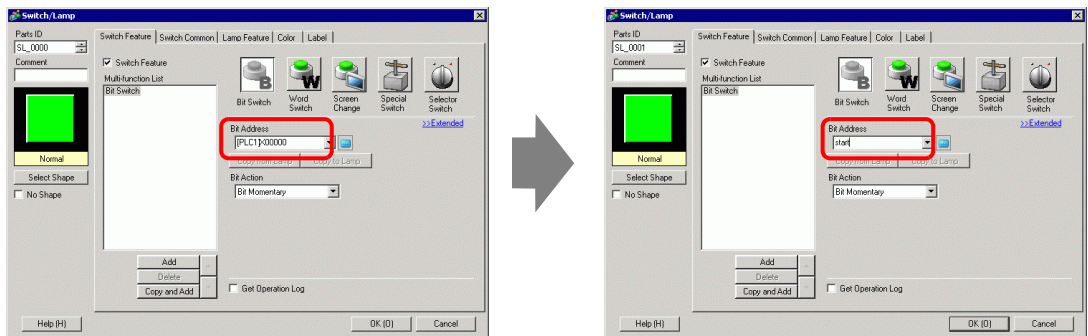 Switch/Lamp
Parts ID
SL_0000
Comment
Normal
Select Shape
No Shape
Switch Feature
Switch Common
Lamp Feature
Color
Label
Switch Feature
Multi-function List
Bit Switch
Bit Switch
Word Switch
Screen Change
Special Switch
Selector Switch
>>Extended
Bit Address
[PLC1]X00000
Copy from Lamp
Copy to Lamp
Bit Action
Bit Momentary
Add
Delete
Copy and Add
Get Operation Log
Help (H)
OK (O)
Cancel
Switch/Lamp
Parts ID
SL_0001
Comment
Normal
Select Shape
No Shape
Switch Feature
Switch Common
Lamp Feature
Color
Label
Switch Feature
Multi-function List
Bit Switch
Bit Switch
Word Switch
Screen Change
Special Switch
Selector Switch
>>Extended
Bit Address
start
Copy from Lamp
Copy to Lamp
Bit Action
Bit Momentary
Add
Delete
Copy and Add
Get Operation Log
Help (H)
OK (O)
Cancel